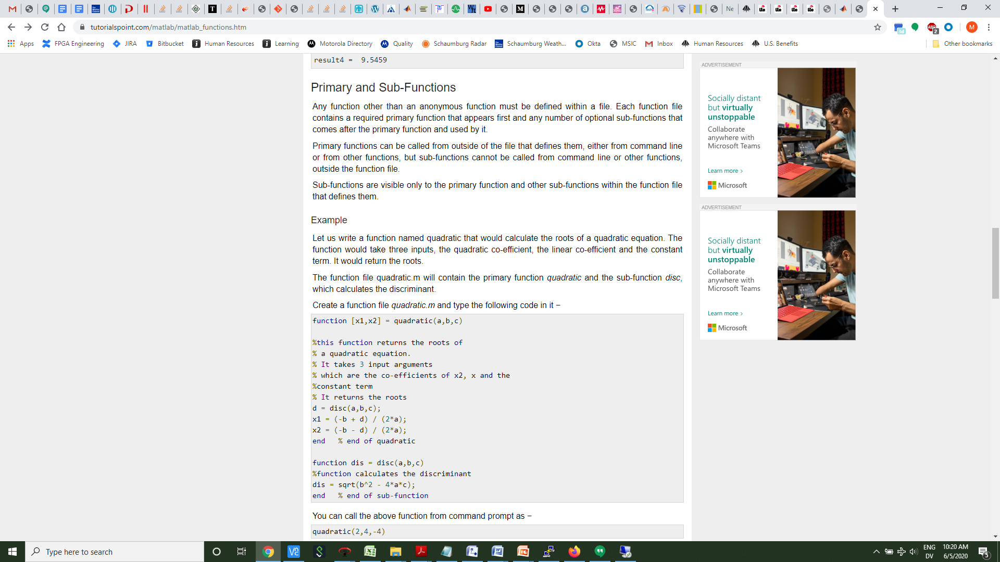 Ne
tutorialspoint.com/matlab/matlab_functions.htm
3d
ABP
2
M
Apps
FPGA Engineering
JIRA
Bitbucket
Human Resources
Learning
Motorola Directory
Quality
Schaumburg Radar
Schaumburg Weath...
Okta
MSIC
Inbox
Human Resources
U.S. Benefits
Other bookmarks
result4 =  9.5459
Primary and Sub-Functions
Any function other than an anonymous function must be defined within a file. Each function file
contains a required primary function that appears first and any number of optional sub-functions that
comes after the primary function and used by it.
Primary functions can be called from outside of the file that defines them, either from command line
or from other functions, but sub-functions cannot be called from command line or other functions,
outside the function file.
Sub-functions are visible only to the primary function and other sub-functions within the function file
that defines them.
Example
Let us write a function named quadratic that would calculate the roots of a quadratic equation. The
function would take three inputs, the quadratic co-efficient, the linear co-efficient and the constant
term. It would return the roots.
The function file quadratic.m will contain the primary function quadratic and the sub-function disc,
which calculates the discriminant.
Create a function file quadratic.m and type the following code in it −
function [x1,x2] = quadratic(a,b,c)
%this function returns the roots of
% a quadratic equation.
% It takes 3 input arguments
% which are the co-efficients of x2, x and the
%constant term
% It returns the roots
d = disc(a,b,c);
x1 = (-b + d) / (2*a);
x2 = (-b - d) / (2*a);
end   % end of quadratic
function dis = disc(a,b,c)
%function calculates the discriminant
dis = sqrt(b^2 - 4*a*c);
end   % end of sub-function
You can call the above function from command prompt as −
quadratic(2,4,-4)
ADVERTISEMENT
Socially distant
but virtually
unstoppable
Collaborate
anywhere with
Microsoft Teams
Learn more >
Microsoft
ADVERTISEMENT
Socially distant
but virtually
unstoppable
Collaborate
anywhere with
Microsoft Teams
Learn more >
Microsoft
Type here to search
ENG
DV
10:20 AM
6/5/2020
5